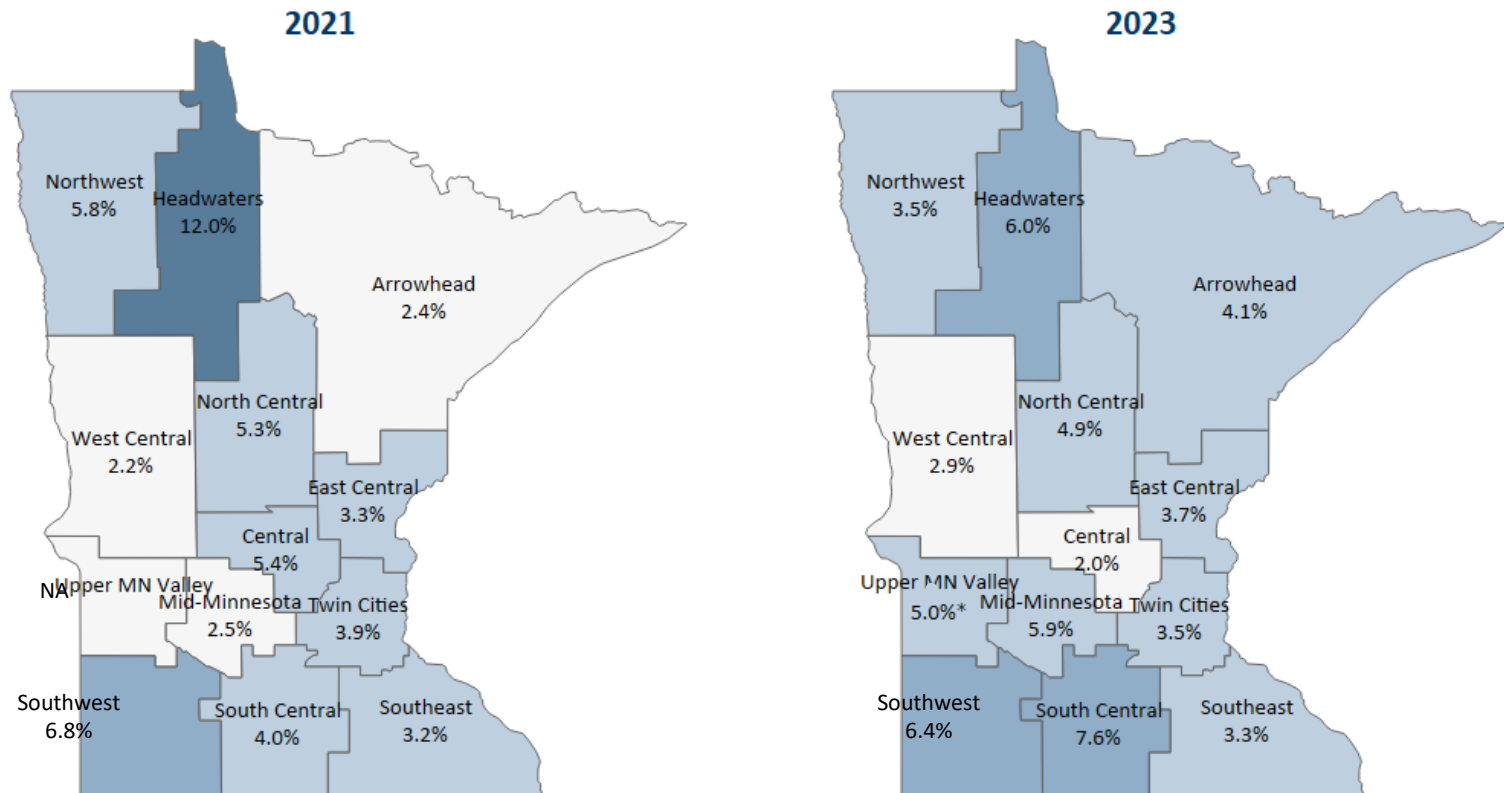 2021
Northwest
5.8%
Headwaters
12.0%
Arrowhead
2.4%
North Central
5.3%
West Central
2.2%
East Central
3.3%
Central
5.4%
NA
Upper MN Valley
Mid-Minnesota
2.5%
Twin Cities
3.9%
Southwest
6.8%
South Central
4.0%
Southeast
3.2%
2023
Northwest
3.5%
Headwaters
6.0%
Arrowhead
4.1%
North Central
4.9%
West Central
2.9%
East Central
3.7%
Central
2.0%
Upper MN Valley
5.0%*
Mid-Minnesota
5.9%
Twin Cities
3.5%
Southwest
6.4%
South Central
7.6%
Southeast
3.3%